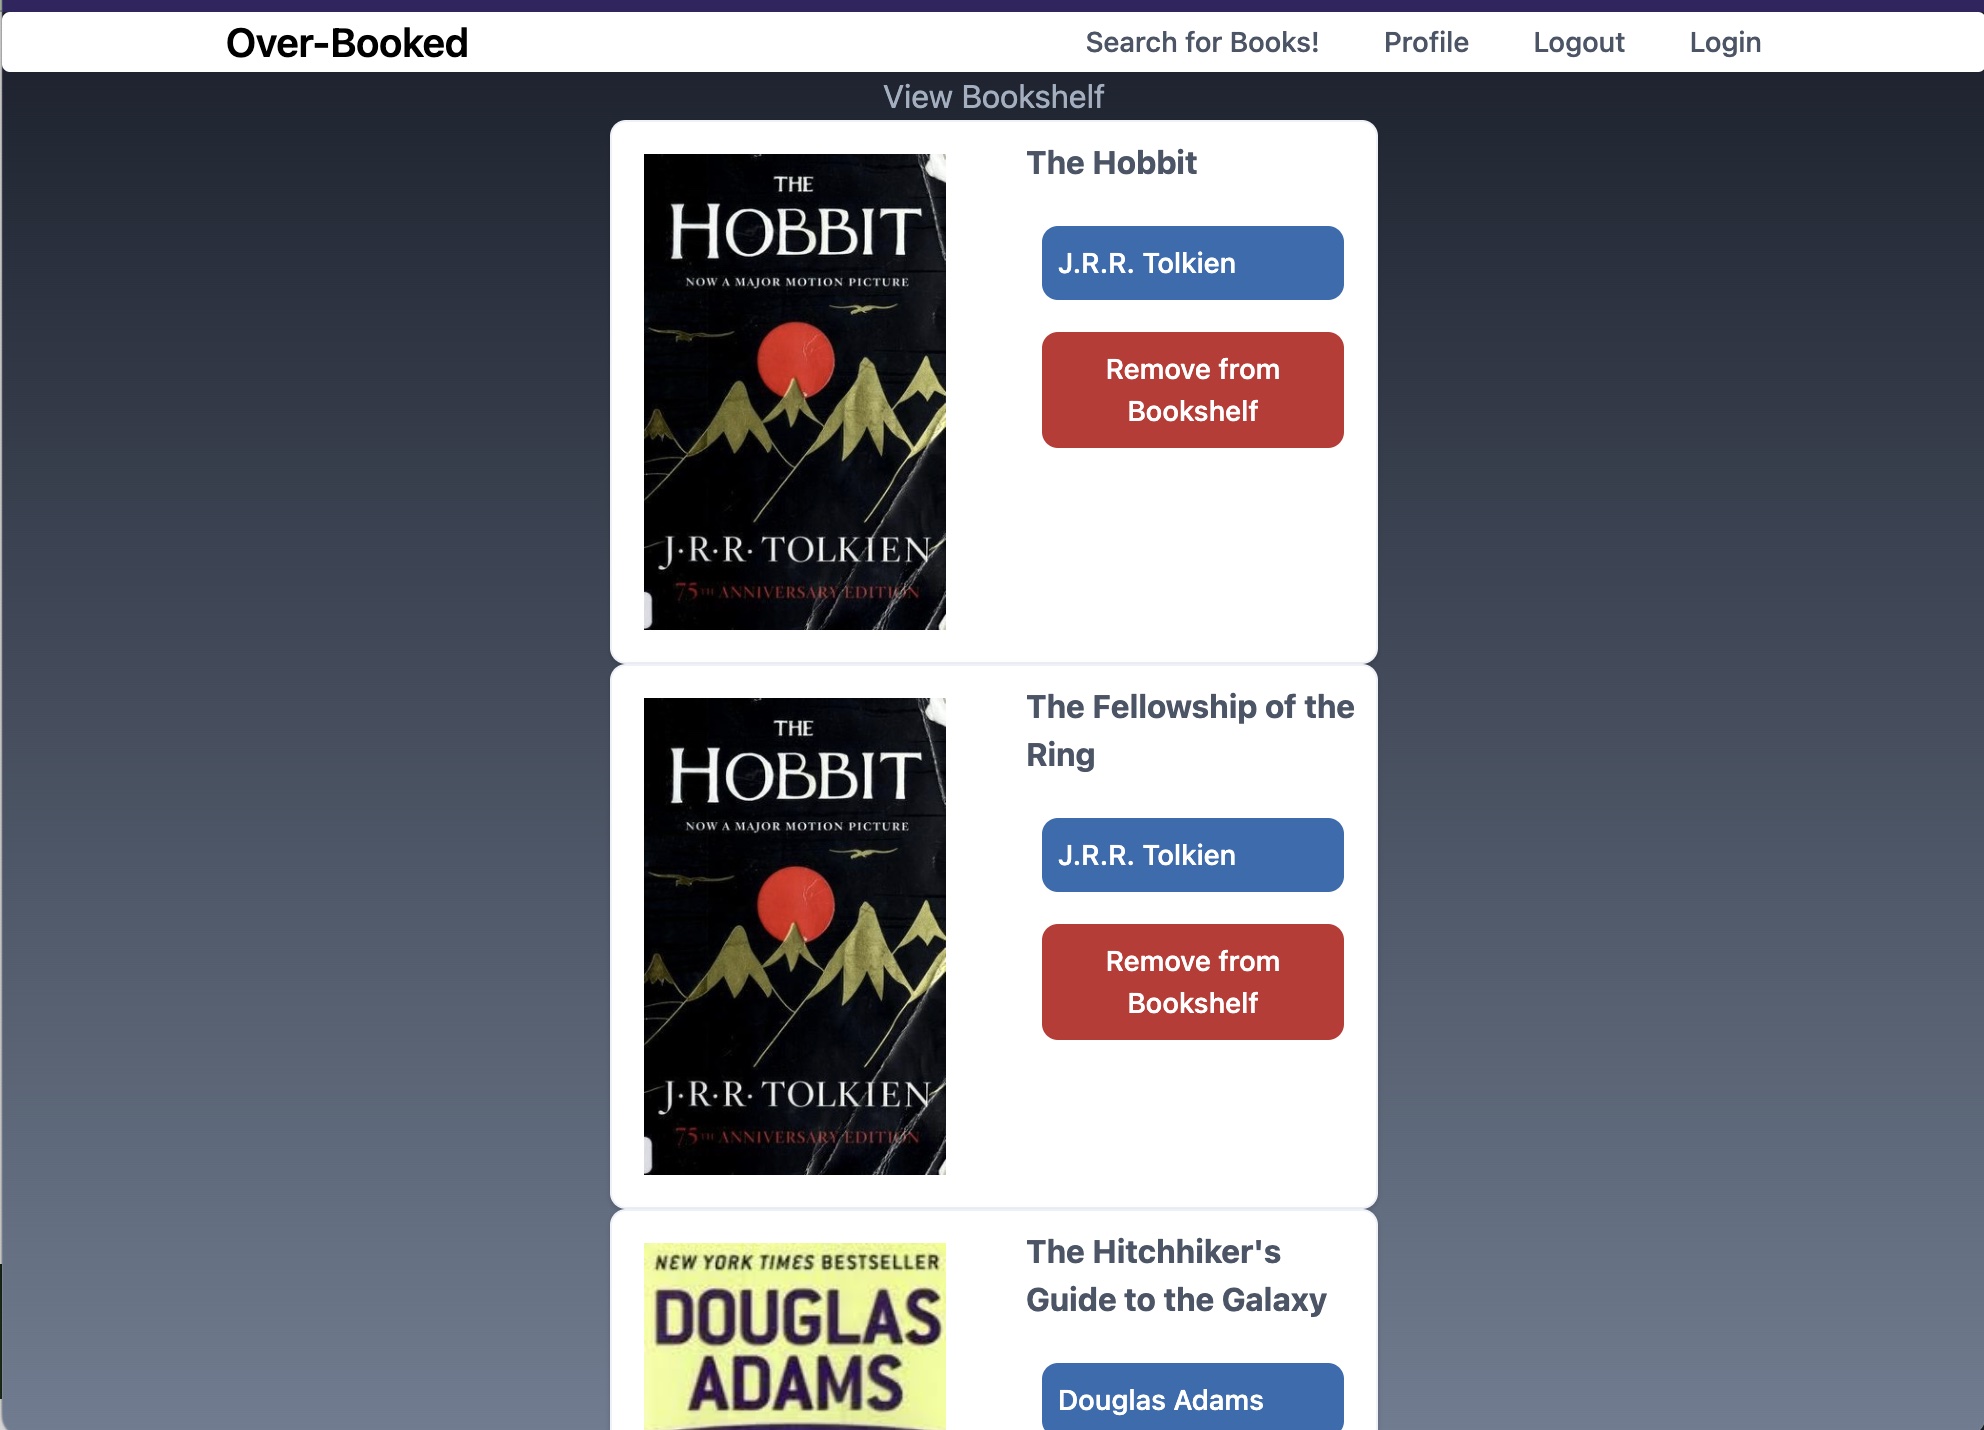 Over-Booked
Search for Books!
Profile
Logout
Login
View Bookshelf
THE
HOBBIT
NOW A MAJOR MOTION PICTURE
J·R·R· TOLKIEN
75TH ANNIVERSARY EDITION
The Hobbit
J.R.R. Tolkien
Remove from
Bookshelf
THE
HOBBIT
NOW A MAJOR MOTION PICTURE
J·R·R· TOLKIEN
75TH ANNIVERSARY EDITION
The Fellowship of the
Ring
J.R.R. Tolkien
Remove from
Bookshelf
NEW YORK TIMES BESTSELLER
DOUGLAS
ADAMS
The Hitchhiker's
Guide to the Galaxy
Douglas Adams